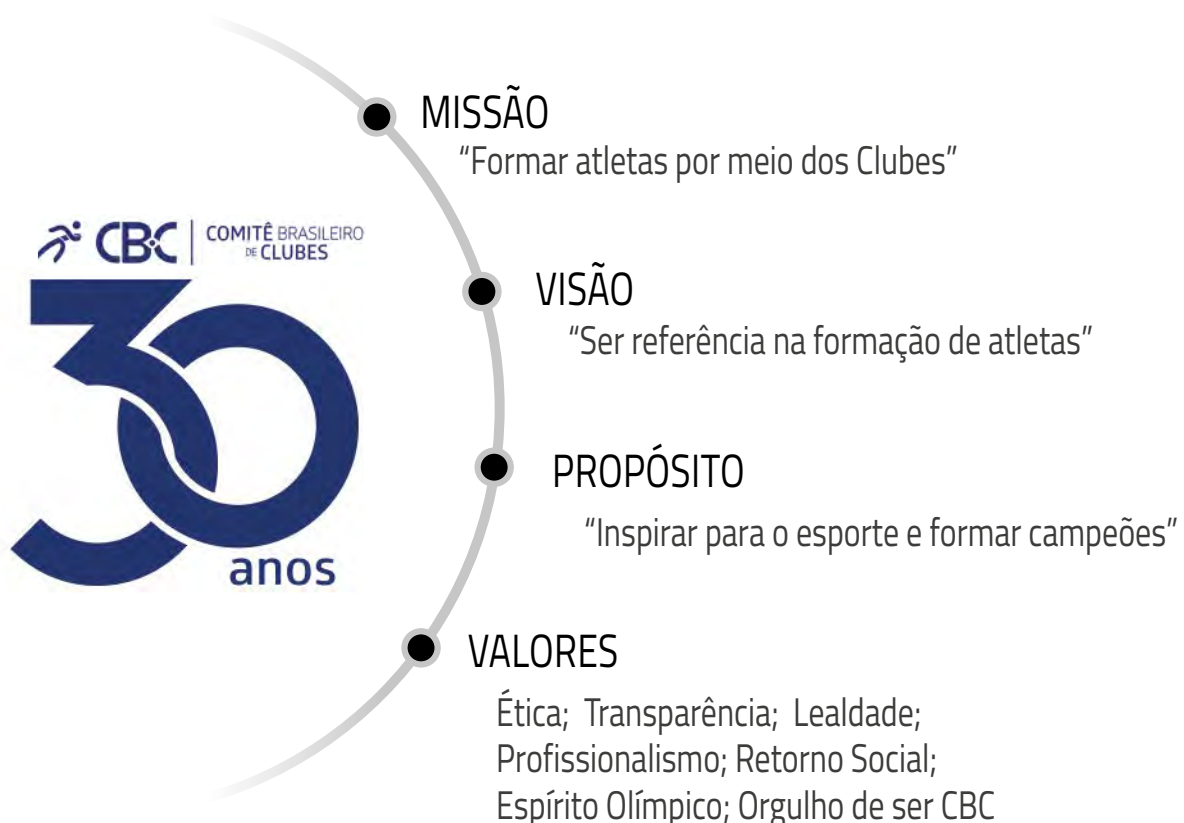 MISSÃO
“Formar atletas por meio dos Clubes”
CBC COMITÊ BRASILEIRO
DE CLUBES
30
anos
VISÃO
“Ser referência na formação de atletas”
PROPÓSITO
“Inspirar para o esporte e formar campeões”
VALORES
Ética; Transparência; Lealdade;
Profissionalismo; Retorno Social;
Espírito Olímpico; Orgulho de ser CBC